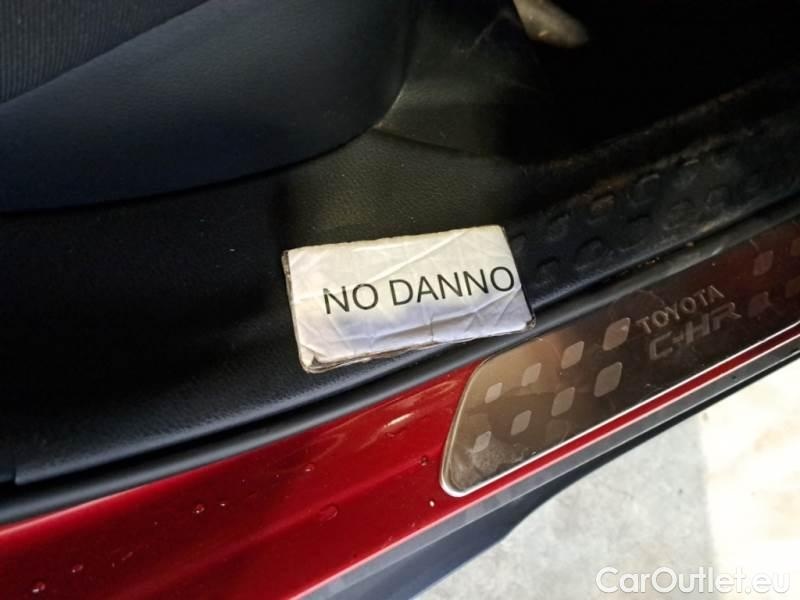 NO DANNO
TOYOTA
C-HR
CarOutlet.eu